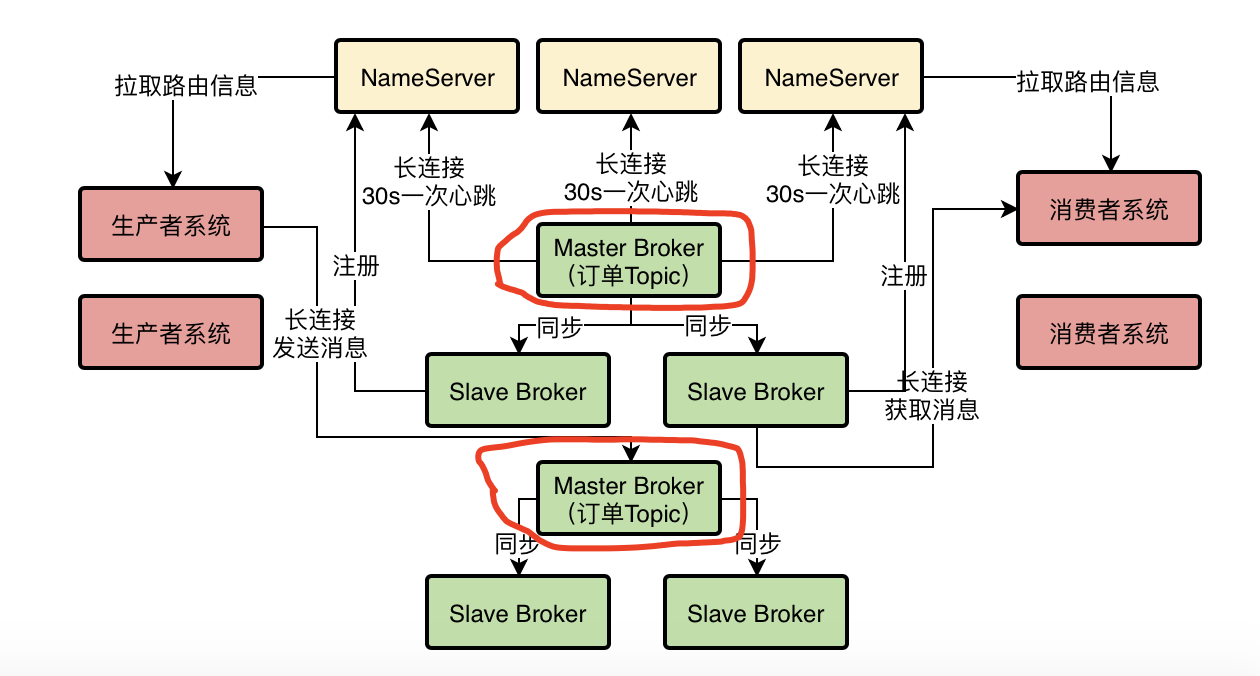 NameServer
NameServer
NameServer
拉取路由信息
拉取路由信息
长连接
30s一次心跳
长连接
30s一次心跳
长连接
30s一次心跳
生产者系统
消费者系统
Master Broker
（订单Topic）
注册
注册
生产者系统
长连接
发送消息
同步
同步
消费者系统
Slave Broker
Slave Broker
长连接
获取消息
Master Broker
（订单Topic）
同步
同步
Slave Broker
Slave Broker